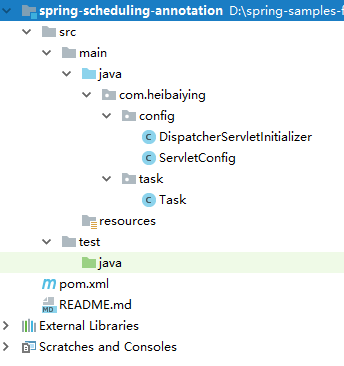 spring-scheduling-annotation D:\spring-samples-f
src
main
java
com.heibaiying
config
DispatcherServletInitializer
ServletConfig
task
Task
resources
test
java
pom.xml
README.md
External Libraries
Scratches and Consoles